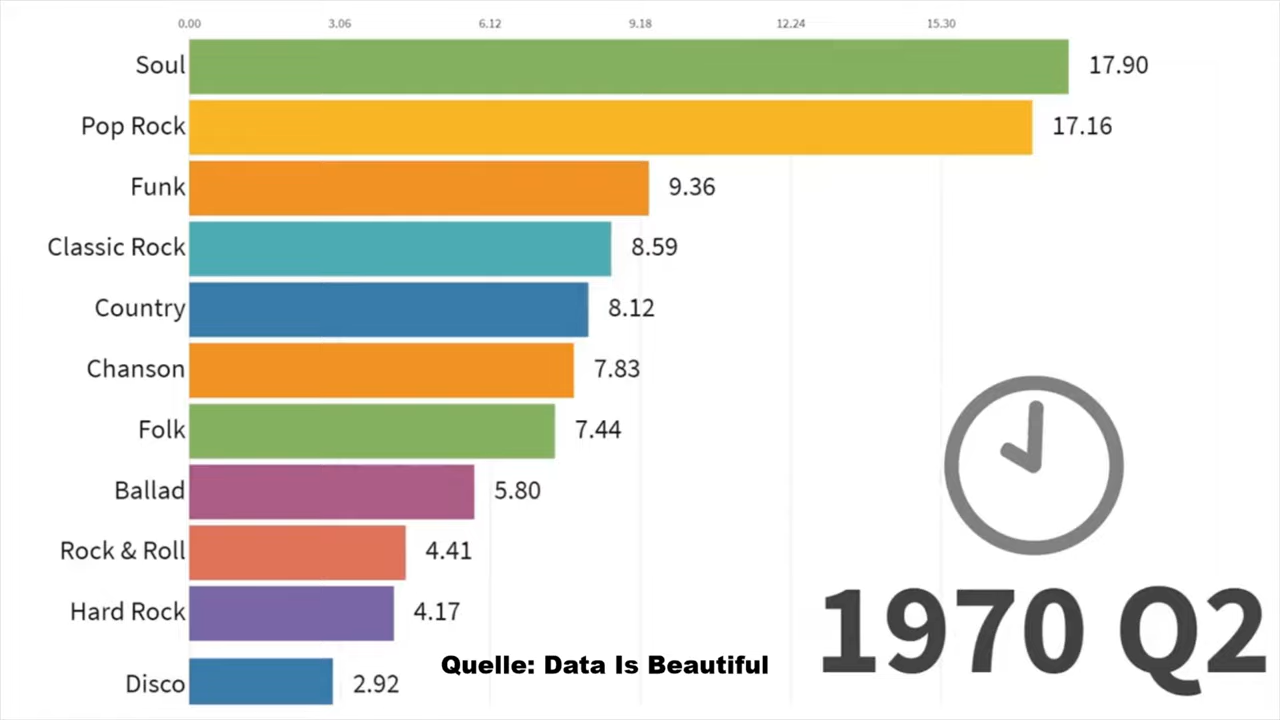 0.00 3.06 6.12 9.18 12.24 15.30
Soul 17.90
Pop Rock 17.16
Funk 9.36
Classic Rock 8.59
Country 8.12
Chanson 7.83
Folk 7.44
Ballad 5.80
Rock & Roll 4.41
Hard Rock 4.17
Disco 2.92
Quelle: Data Is Beautiful
1970 Q2